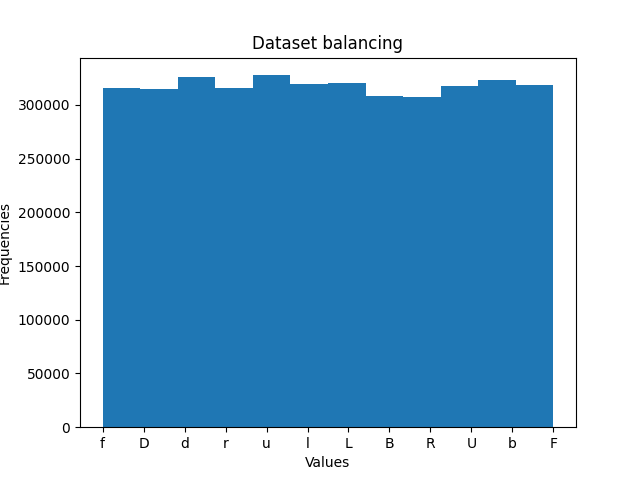 Dataset balancing
300000
250000
200000
150000
100000
50000
0
Frequencies
f D d r u l L B R U b F
Values